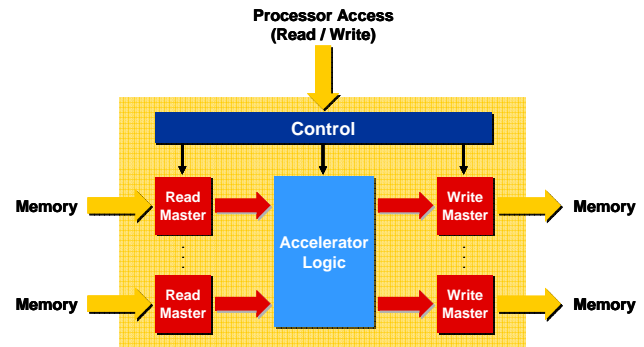 Processor Access
(Read / Write)
Control
Memory
Read
Master
Accelerator
Logic
Write
Master
Memory
Memory
Read
Master
Write
Master
Memory